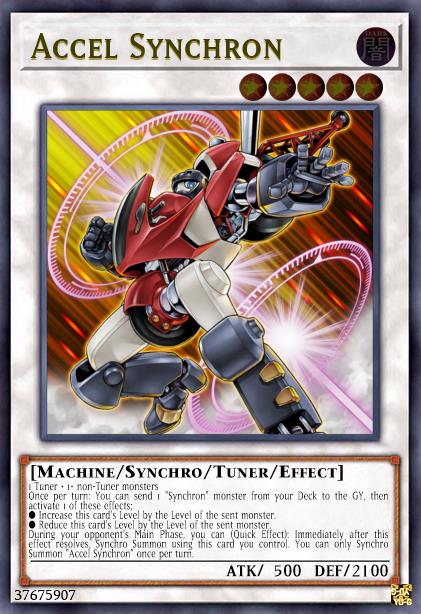 ACCEL SYNCHRON
DARK
闇
[MACHINE/SYNCHRO/TUNER/EFFECT]
1 Tuner + 1+ non-Tuner monsters
Once per turn: You can send 1 "Synchron" monster from your Deck to the GY, then
activate 1 of these effects;
● Increase this card's Level by the Level of the sent monster.
● Reduce this card's Level by the Level of the sent monster.
During your opponent's Main Phase, you can (Quick Effect): Immediately after this
effect resolves, Synchro Summon using this card you control. You can only Synchro
Summon "Accel Synchron" once per turn.
ATK/ 500 DEF/2100
37675907